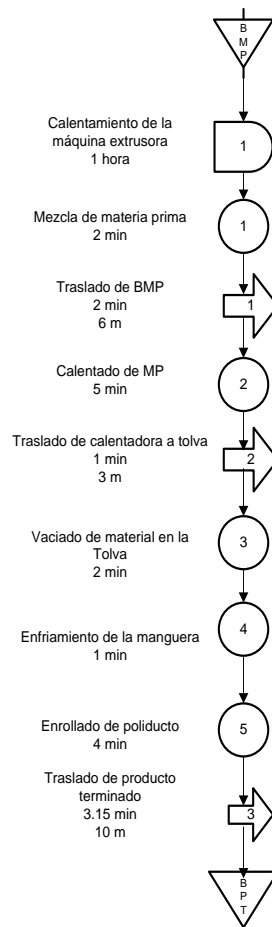 B
M
P
Calentamiento de la
máquina extrusora
1 hora
1
Mezcla de materia prima
2 min
1
Traslado de BMP
2 min
6 m
1
Calentado de MP
5 min
2
Traslado de calentadora a tolva
1 min
3 m
2
Vaciado de material en la
Tolva
2 min
3
Enfriamiento de la manguera
1 min
4
Enrollado de poliducto
4 min
5
Traslado de producto
terminado
3.15 min
10 m
3
B
P
T